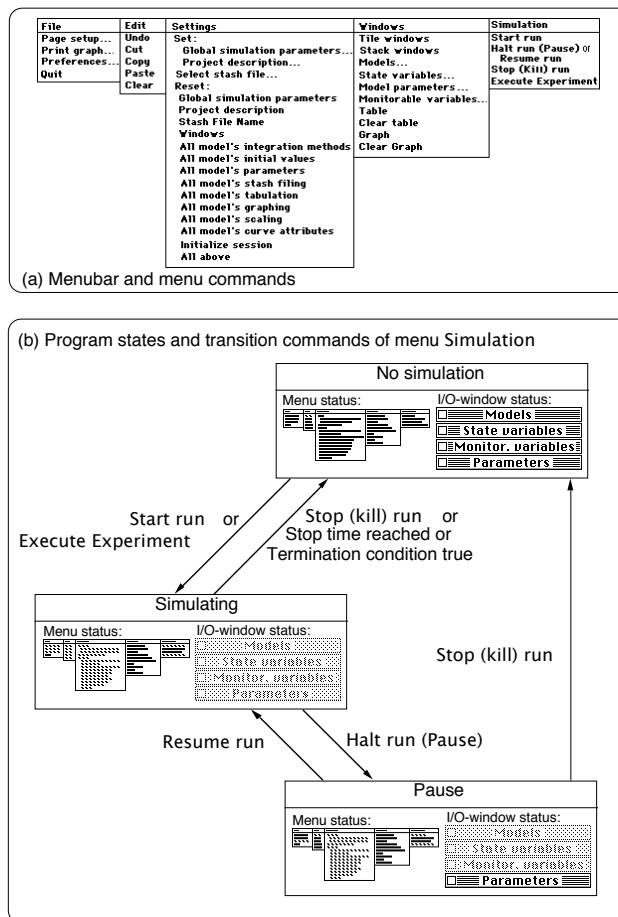 File
Page setup...
Print graph...
Preferences...
Quit
Edit
Undo
Cut
Copy
Paste
Clear
Settings
Set:
Global simulation parameters...
Project description...
Select stash file...
Reset:
Global simulation parameters
Project description
Stash File Name
Windows
All model's integration methods
All model's initial values
All model's parameters
All model's stash filing
All model's tabulation
All model's graphing
All model's scaling
All model's curve attributes
Initialize session
All above
Windows
Tile windows
Stack windows
Models...
State variables...
Model parameters...
Monitorable variables...
Table
Clear table
Graph
Clear Graph
Simulation
Start run
Halt run (Pause) or
Resume run
Stop (Kill) run
Execute Experiment
(a) Menubar and menu commands
(b) Program states and transition commands of menu Simulation
No simulation
Menu status:
I/O-window status:
Models
State variables
Monitor. variables
Parameters
Start run or
Execute Experiment
Stop (kill) run or
Stop time reached or
Termination condition true
Simulating
Menu status:
I/O-window status:
Models
State variables
Monitor. variables
Parameters
Stop (kill) run
Resume run
Halt run (Pause)
Pause
Menu status:
I/O-window status:
Models
State variables
Monitor. variables
Parameters